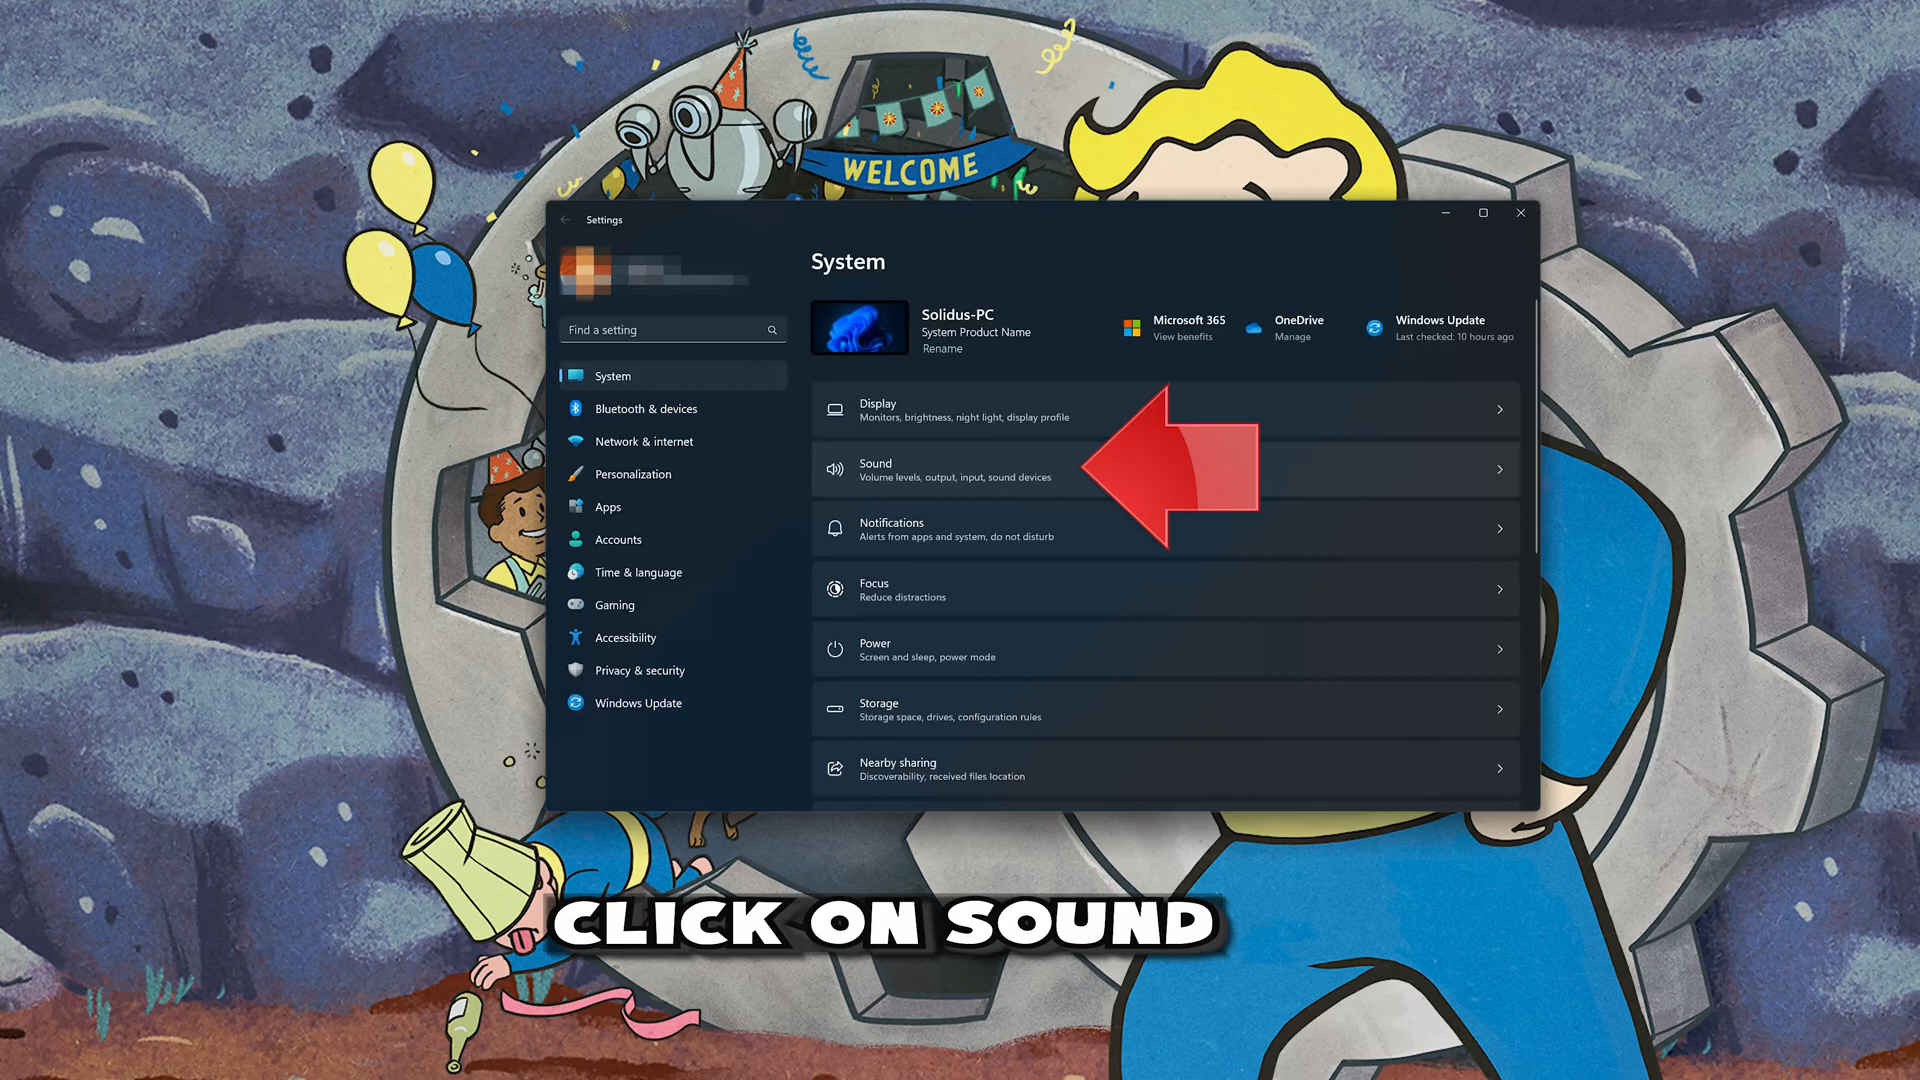 WELCOME
Settings
System
Solidus-PC
System Product Name
Rename
Microsoft 365
View benefits
OneDrive
Manage
Windows Update
Last checked: 10 hours ago
Find a setting
System
Bluetooth & devices
Network & internet
Personalization
Apps
Accounts
Time & language
Gaming
Accessibility
Privacy & security
Windows Update
Display
Monitors, brightness, night light, display profile
Sound
Volume levels, output, input, sound devices
Notifications
Alerts from apps and system, do not disturb
Focus
Reduce distractions
Power
Screen and sleep, power mode
Storage
Storage space, drives, configuration rules
Nearby sharing
Discoverability, received files location
CLICK ON SOUND